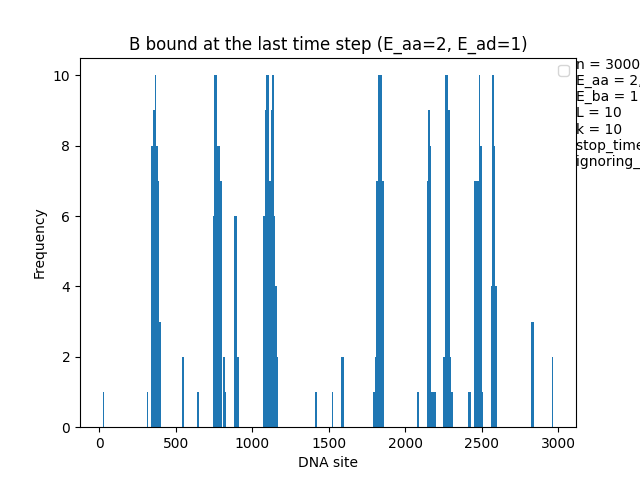 B bound at the last time step (E_aa=2, E_ad=1)
n = 3000
E_aa = 2,
E_ba = 1
L = 10
k = 10
stop_time
ignoring_
10
8
6
4
2
0
Frequency
0 500 1000 1500 2000 2500 3000
DNA site